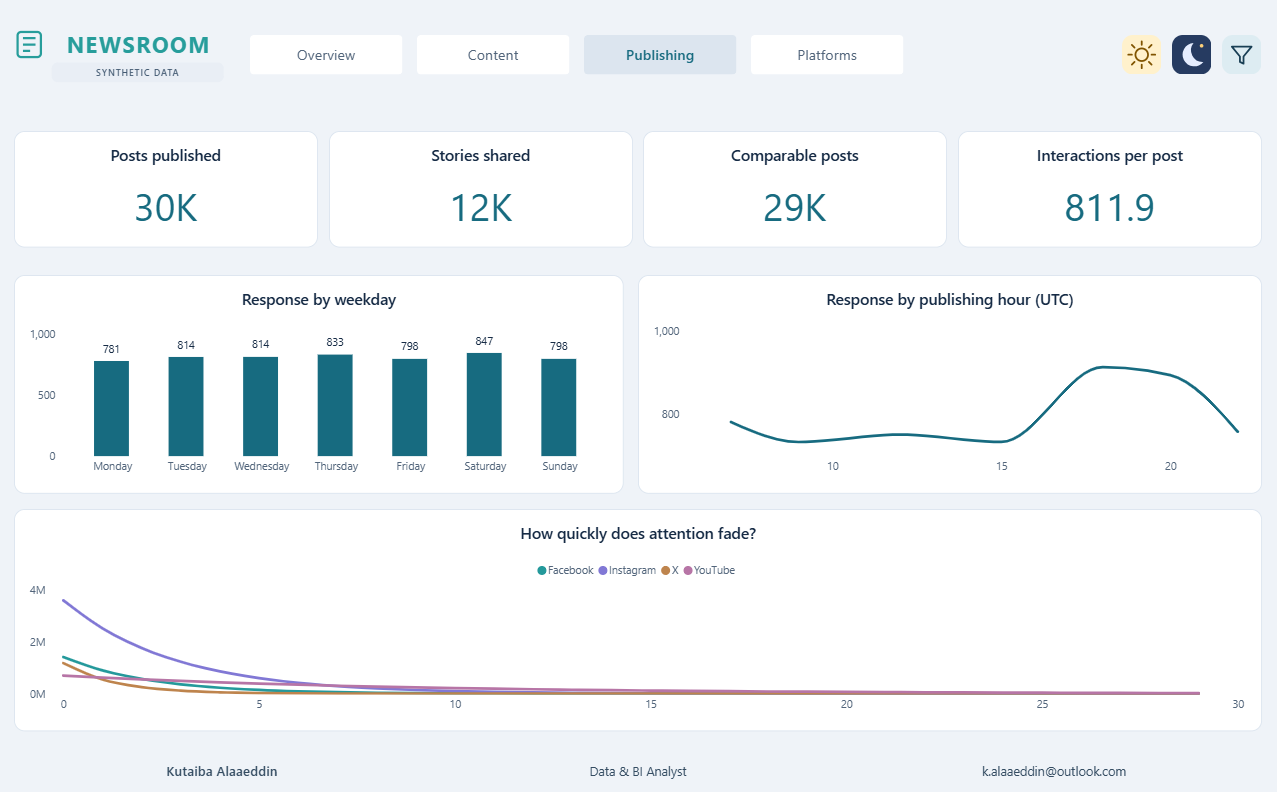 NEWSROOM
SYNTHETIC DATA
Overview
Content
Publishing
Platforms
Posts published
30K
Stories shared
12K
Comparable posts
29K
Interactions per post
811.9
Response by weekday
1,000
500
0
781
814
814
833
798
847
798
Monday
Tuesday
Wednesday
Thursday
Friday
Saturday
Sunday
Response by publishing hour (UTC)
1,000
800
10
15
20
How quickly does attention fade?
Facebook Instagram X YouTube
4M
2M
0M
0
5
10
15
20
25
30
Kutaiba Alaaeddin
Data & BI Analyst
k.alaaeddin@outlook.com